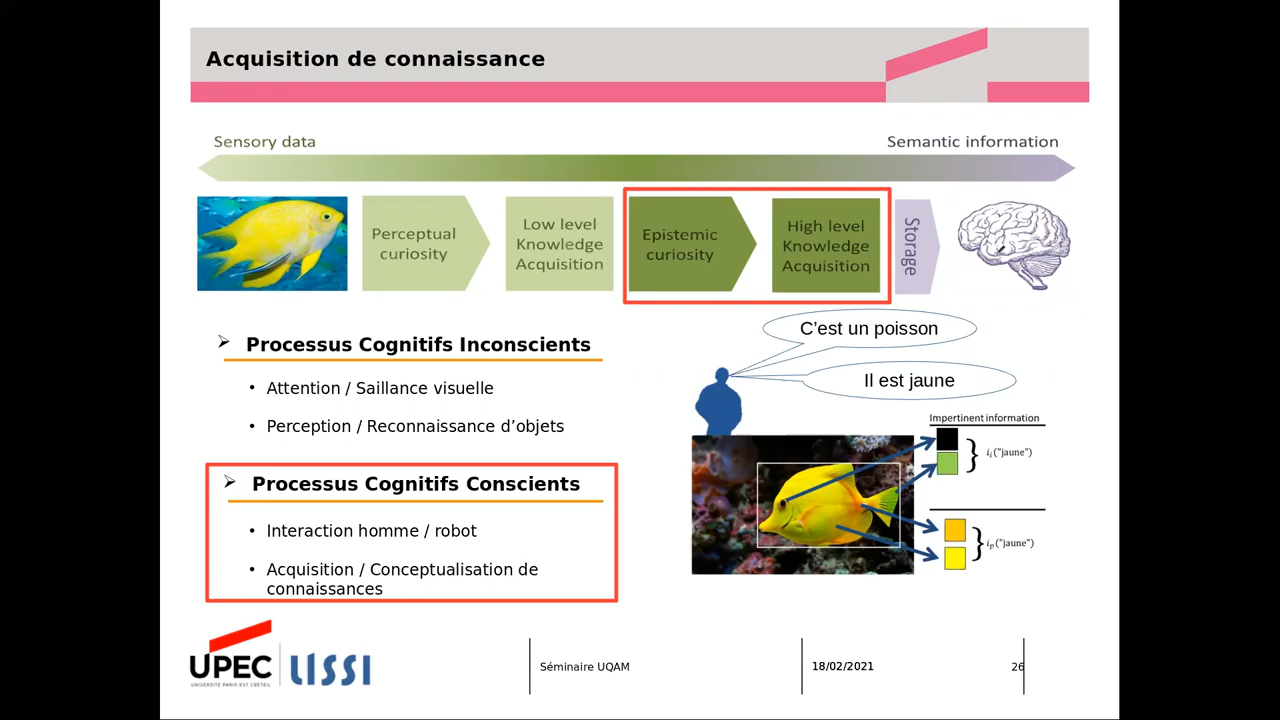 Acquisition de connaissance
Sensory data
Semantic information
Perceptual
curiosity
Low level
Knowledge
Acquisition
Epistemic
curiosity
High level
Knowledge
Acquisition
Storage
➢ Processus Cognitifs Inconscients
• Attention / Saillance visuelle
• Perception / Reconnaissance d’objets
➢ Processus Cognitifs Conscients
• Interaction homme / robot
• Acquisition / Conceptualisation de
connaissances
C’est un poisson
Il est jaune
Impertinent information
} iᵢ("jaune")
} iₚ("jaune")
UPEC
UNIVERSITÉ PARIS-EST CRÉTEIL
LISSI
Séminaire UQAM
18/02/2021
26